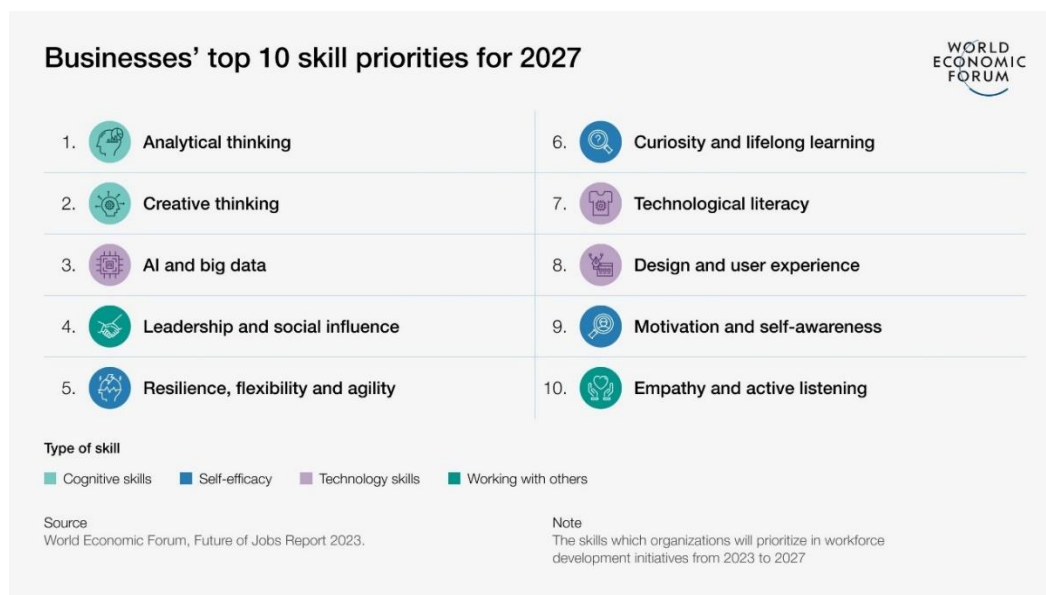 Businesses’ top 10 skill priorities for 2027
WORLD
ECONOMIC
FORUM
1. Analytical thinking
2. Creative thinking
3. AI and big data
4. Leadership and social influence
5. Resilience, flexibility and agility
6. Curiosity and lifelong learning
7. Technological literacy
8. Design and user experience
9. Motivation and self-awareness
10. Empathy and active listening
Type of skill
Cognitive skills Self-efficacy Technology skills Working with others
Source
World Economic Forum, Future of Jobs Report 2023.
Note
The skills which organizations will prioritize in workforce
development initiatives from 2023 to 2027